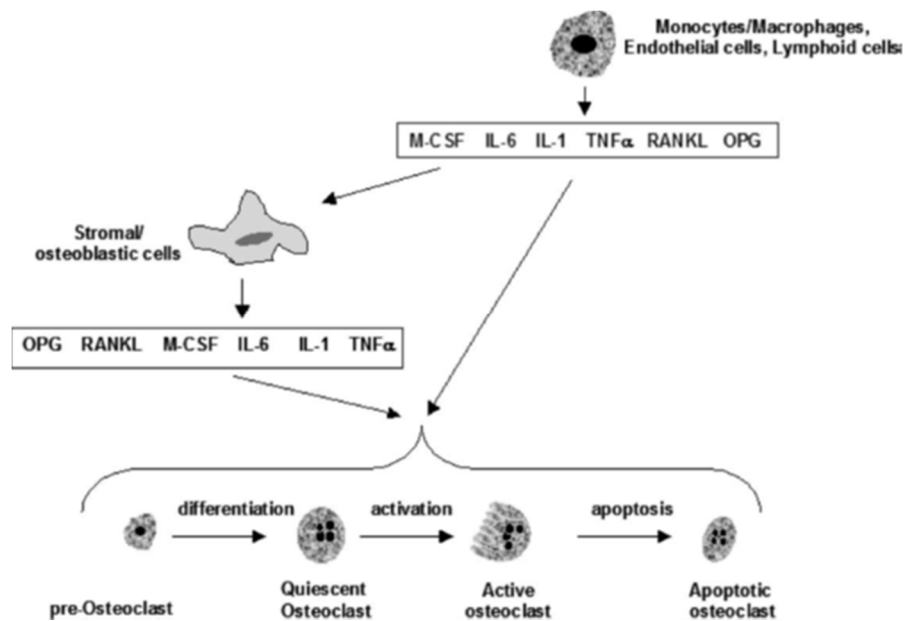 Monocytes/Macrophages,
Endothelial cells, Lymphoid cells
M-CSF IL-6 IL-1 TNFα RANKL OPG
Stromal/
osteoblastic cells
OPG RANKL M-CSF IL-6 IL-1 TNFα
differentiation activation apoptosis
pre-Osteoclast
Quiescent
Osteoclast
Active
osteoclast
Apoptotic
osteoclast